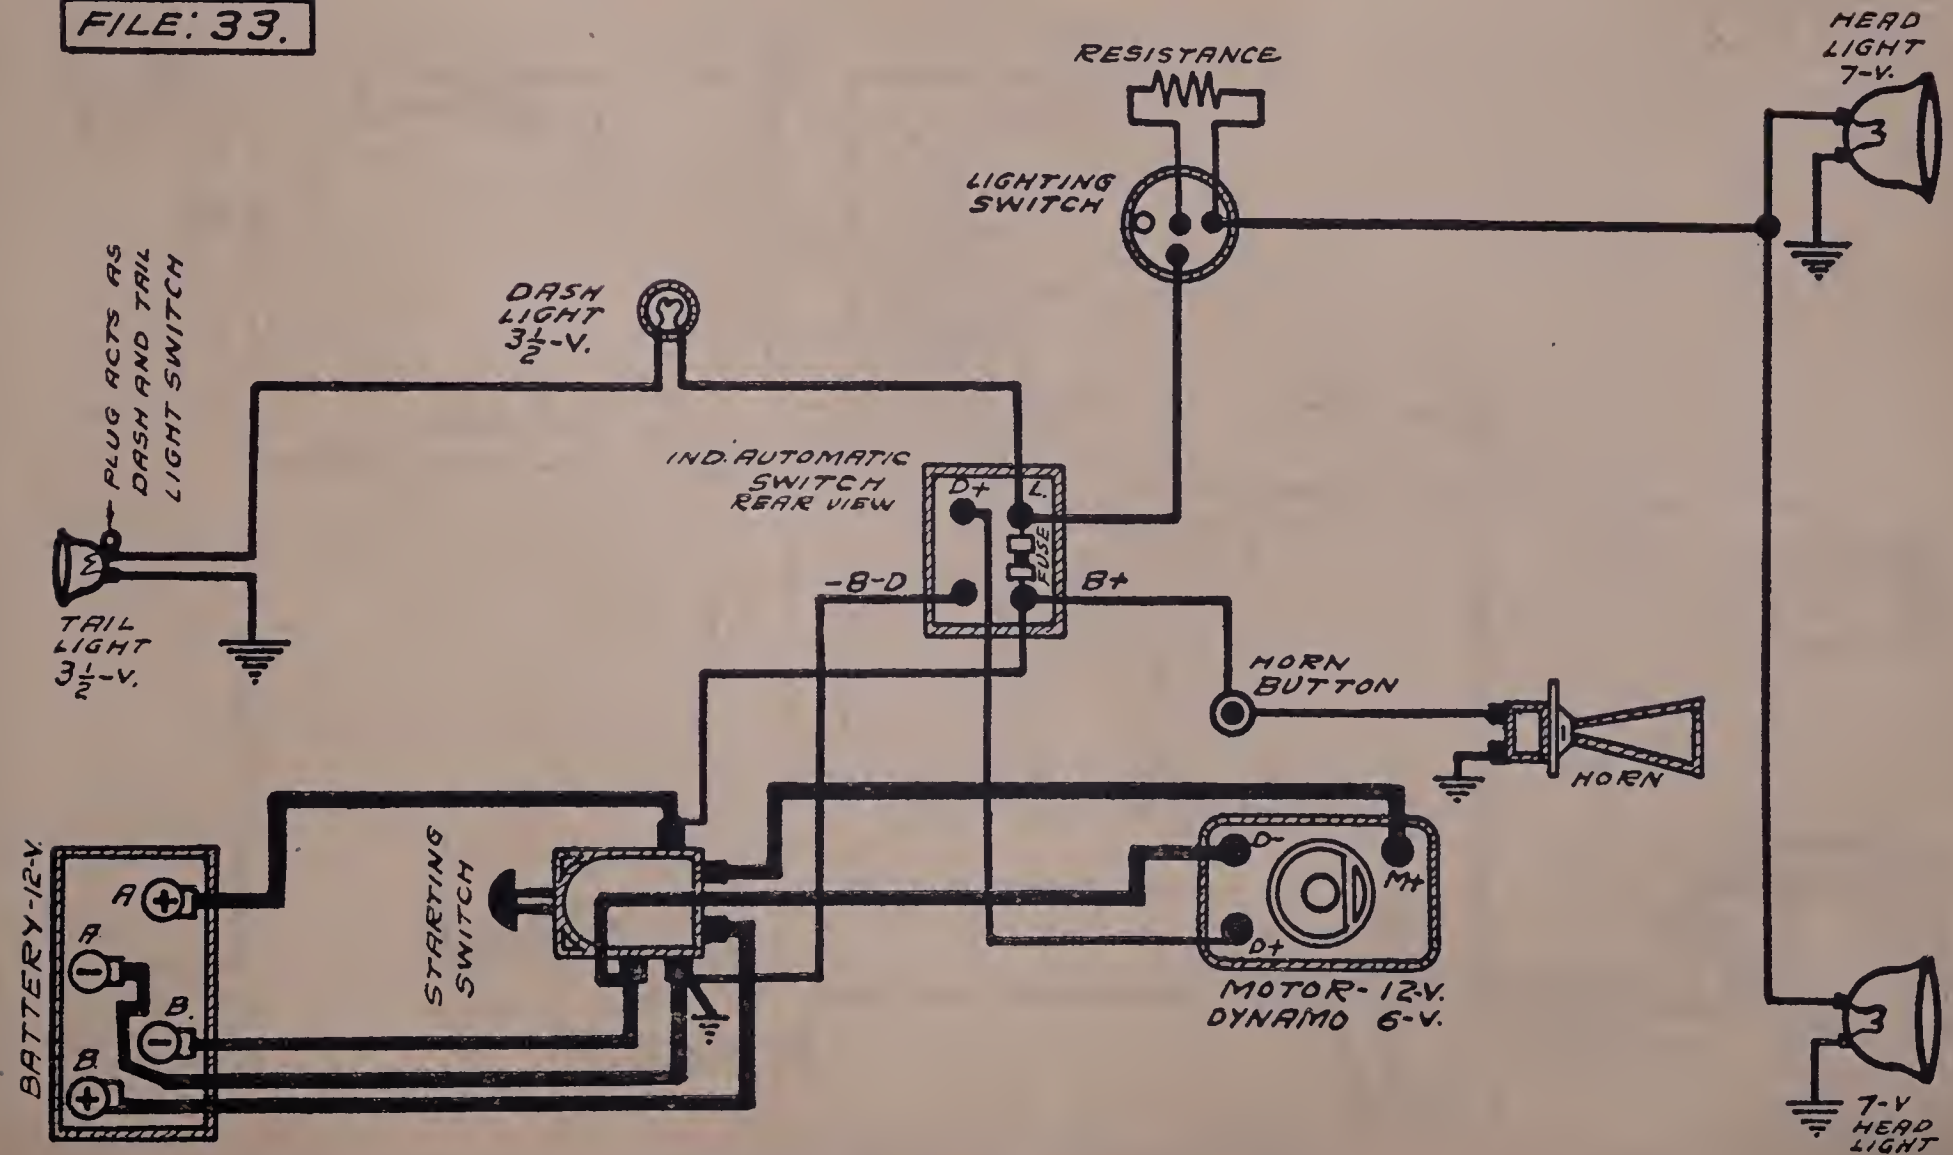 FILE: 33.
RESISTANCE
HEAD
LIGHT
7-V.
LIGHTING
SWITCH
PLUG ACTS AS
DASH AND TAIL
LIGHT SWITCH
DASH
LIGHT
3½-V.
IND. AUTOMATIC
SWITCH
REAR VIEW
D+
L.
FUSE
-B-D
B+
TAIL
LIGHT
3½-V.
HORN
BUTTON
HORN
BATTERY-12-V.
A
+
A
-
B.
-
B.
+
STARTING
SWITCH
D-
M+
D+
MOTOR-12-V.
DYNAMO 6-V.
7-V
HEAD
LIGHT